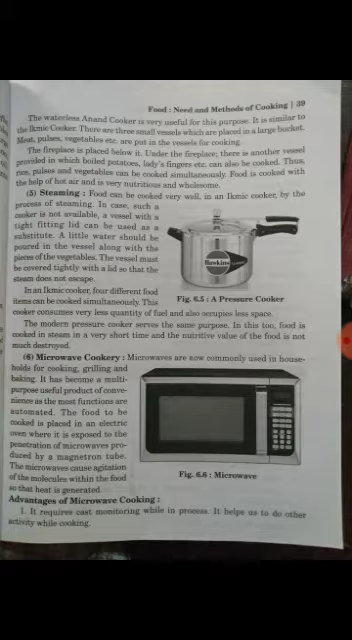 Food : Need and Methods of Cooking | 39
The waterless Anand Cooker is very useful for this purpose. It is similar to
the Ikmic Cooker. There are three small vessels which are placed in a large bucket.
Meat, pulses, vegetables etc. are put in the vessels for cooking.
The fireplace is placed below it. Under the fireplace; there is another vessel
provided in which boiled potatoes, lady's fingers etc. can also be cooked. Thus,
rice, pulses and vegetables can be cooked simultaneously. Food is cooked with
the help of hot air and is very nutritious and wholesome.
(5) Steaming : Food can be cooked very well, in an Ikmic cooker, by the
process of steaming. In case, such a
cooker is not available, a vessel with a
tight fitting lid can be used as a
substitute. A little water should be
poured in the vessel along with the
pieces of the vegetables. The vessel must
be covered tightly with a lid so that the
steam does not escape.
In an Ikmic cooker, four different food
items can be cooked simultaneously. This
cooker consumes very less quantity of fuel and also occupies less space.
Hawkins
Fig. 6.5 : A Pressure Cooker
The modern pressure cooker serves the same purpose. In this too, food is
cooked in steam in a very short time and the nutritive value of the food is not
much destroyed.
(6) Microwave Cookery : Microwaves are now commonly used in house-
holds for cooking, grilling and
baking. It has become a multi-
purpose useful product of conve-
nience as the most functions are
automated. The food to be
cooked is placed in an electric
oven where it is exposed to the
penetration of microwaves pro-
duced by a magnetron tube.
The microwaves cause agitation
of the molecules within the food
so that heat is generated.
Fig. 6.6 : Microwave
Advantages of Microwave Cooking :
1. It requires cast monitoring while in process. It helps us to do other
activity while cooking.